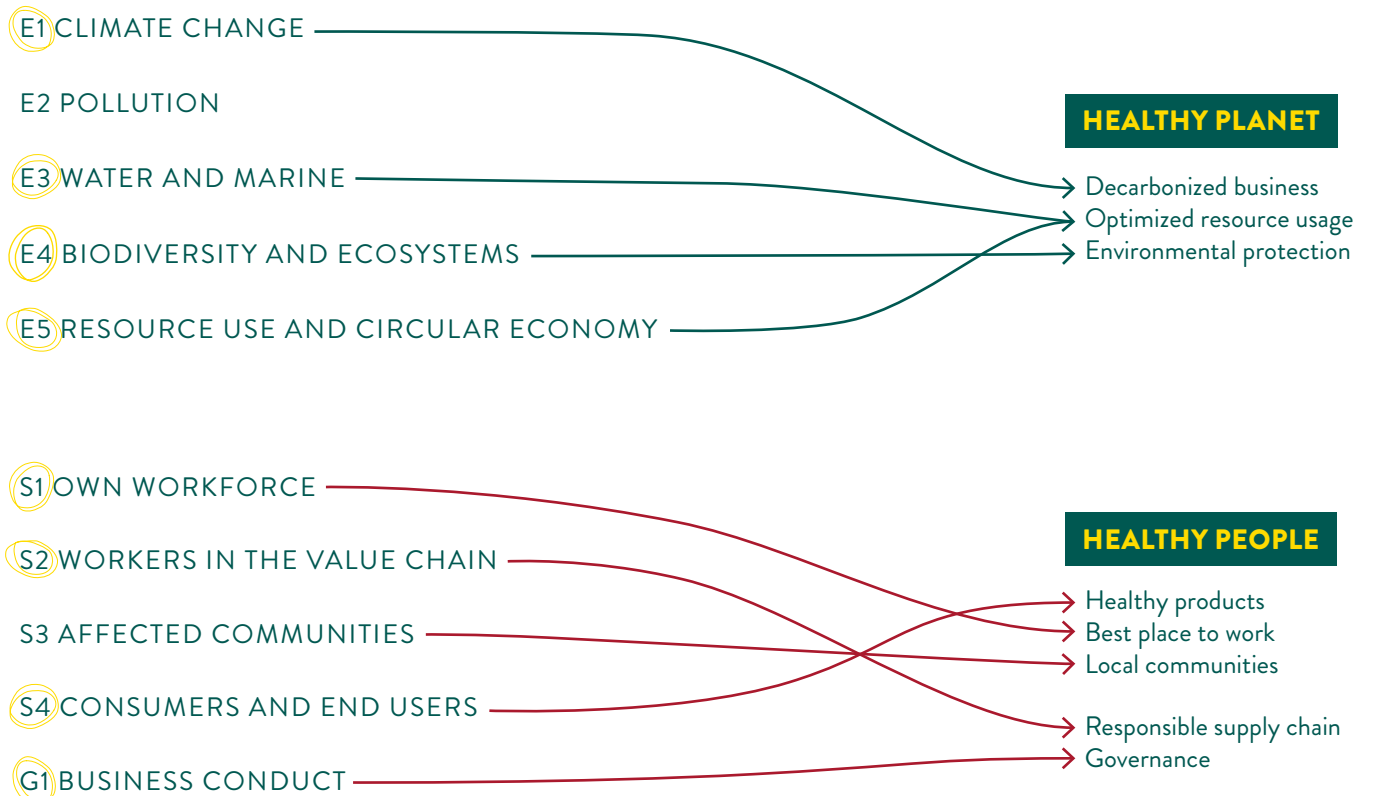 E1 CLIMATE CHANGE
E2 POLLUTION
E3 WATER AND MARINE
E4 BIODIVERSITY AND ECOSYSTEMS
E5 RESOURCE USE AND CIRCULAR ECONOMY
HEALTHY PLANET
Decarbonized business
Optimized resource usage
Environmental protection
S1 OWN WORKFORCE
S2 WORKERS IN THE VALUE CHAIN
S3 AFFECTED COMMUNITIES
S4 CONSUMERS AND END USERS
G1 BUSINESS CONDUCT
HEALTHY PEOPLE
Healthy products
Best place to work
Local communities
Responsible supply chain
Governance